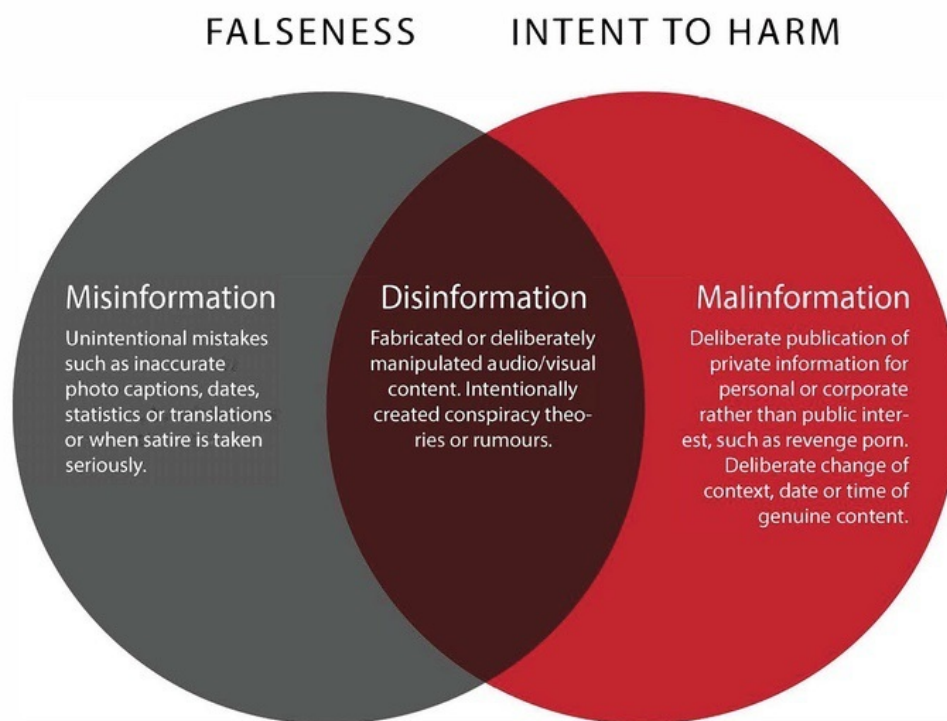 FALSENESS INTENT TO HARM
Misinformation
Unintentional mistakes
such as inaccurate
photo captions, dates,
statistics or translations
or when satire is taken
seriously.
Disinformation
Fabricated or deliberately
manipulated audio/visual
content. Intentionally
created conspiracy theo-
ries or rumours.
Malinformation
Deliberate publication of
private information for
personal or corporate
rather than public inter-
est, such as revenge porn.
Deliberate change of
context, date or time of
genuine content.